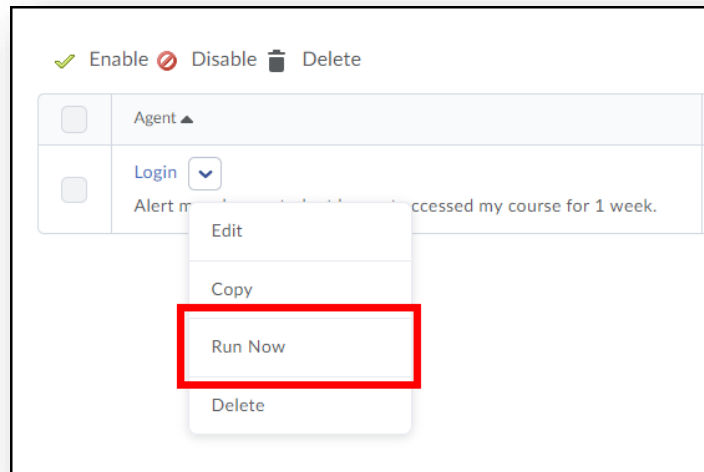 Enable Disable Delete
Agent
Login
Alert m ccessed my course for 1 week.
Edit
Copy
Run Now
Delete